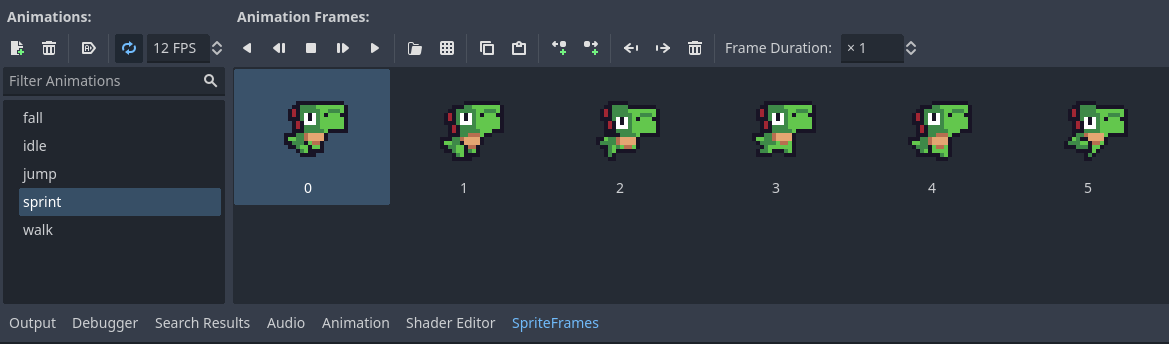 Animations:
Animation Frames:
12 FPS
Frame Duration:
× 1
Filter Animations
fall
idle
jump
sprint
walk
0
1
2
3
4
5
Output
Debugger
Search Results
Audio
Animation
Shader Editor
SpriteFrames